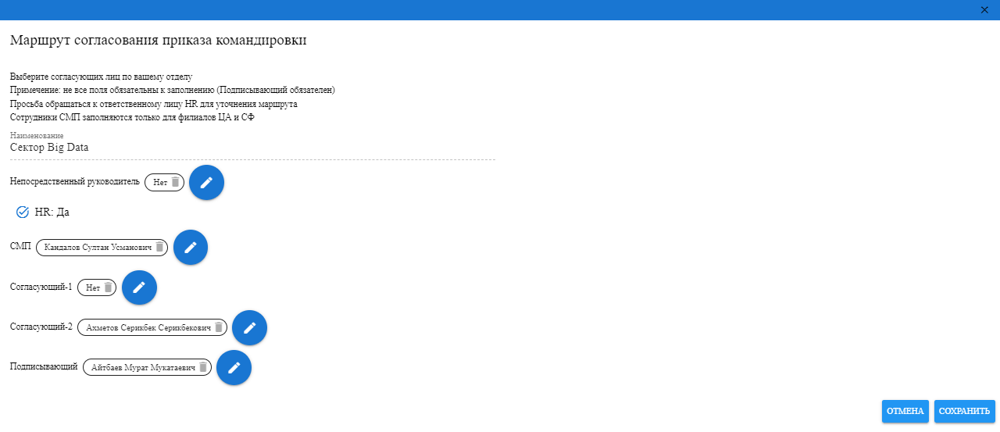 Маршрут согласования приказа командировки
Выберите согласующих лиц по вашему отделу
Примечание: не все поля обязательны к заполнению (Подписывающий обязателен)
Просьба обращаться к ответственному лицу HR для уточнения маршрута
Сотрудники СМП заполняются только для филиалов ЦА и СФ
Наименование
Сектор Big Data
Непосредственный руководитель Нет
HR: Да
СМП Кандалов Султан Усманович
Согласующий-1 Нет
Согласующий-2 Ахметов Серикбек Серикбекович
Подписывающий Айтбаев Мурат Мукатаевич
ОТМЕНА СОХРАНИТЬ